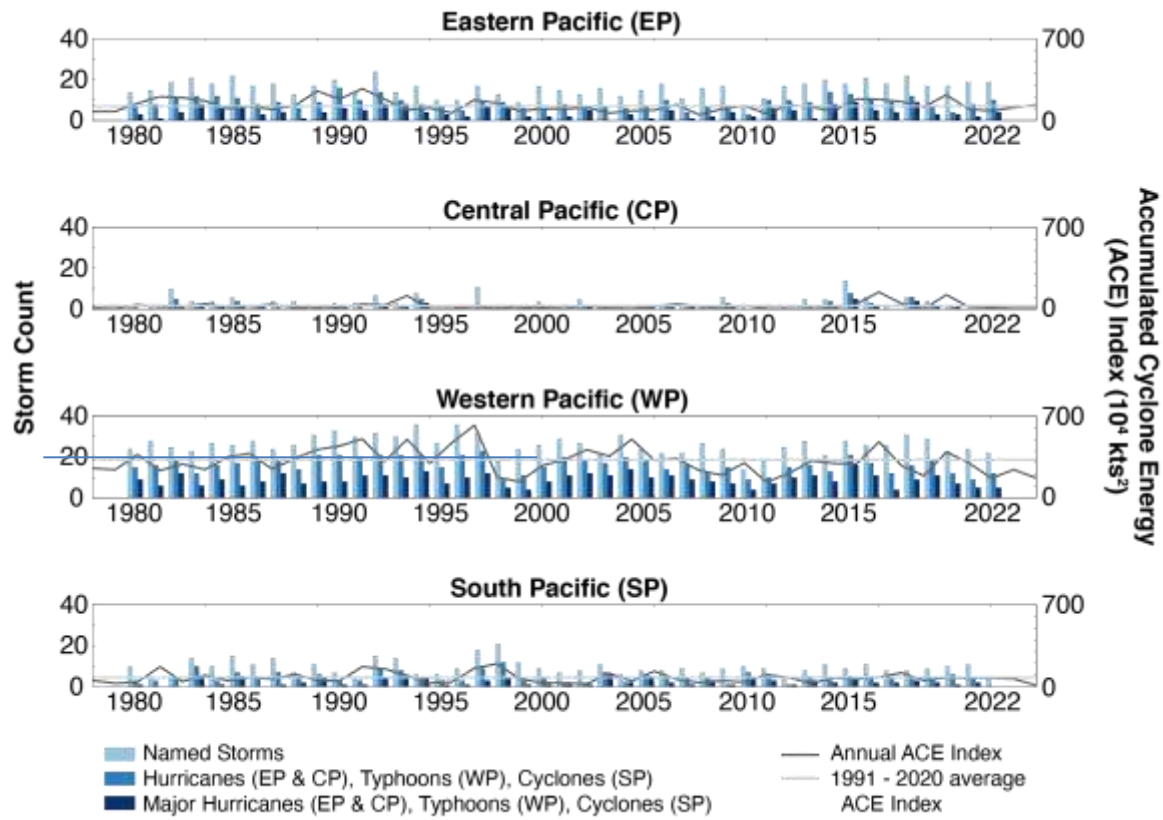 Eastern Pacific (EP)
40 700
20
0 0
1980 1985 1990 1995 2000 2005 2010 2015 2022
Central Pacific (CP)
40 700
20
0 0
1980 1985 1990 1995 2000 2005 2010 2015 2022
Storm Count
Accumulated Cyclone Energy
(ACE) Index (10⁴ kts²)
Western Pacific (WP)
40 700
20
0 0
1980 1985 1990 1995 2000 2005 2010 2015 2022
South Pacific (SP)
40 700
20
0 0
1980 1985 1990 1995 2000 2005 2010 2015 2022
Named Storms
Hurricanes (EP & CP), Typhoons (WP), Cyclones (SP)
Major Hurricanes (EP & CP), Typhoons (WP), Cyclones (SP)
Annual ACE Index
1991 - 2020 average
ACE Index